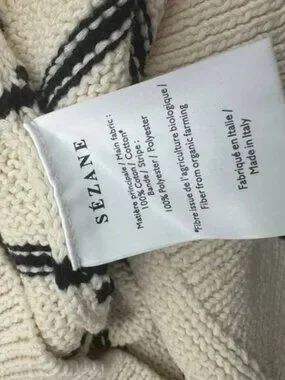 SÉZANE
Matière principale / Main fabric :
100% Coton / Cotton*
Bande / Stripe :
100% Polyester / Polyester
*Fibre issue de l'agriculture biologique /
Fiber from organic farming
Fabriqué en Italie /
Made in Italy